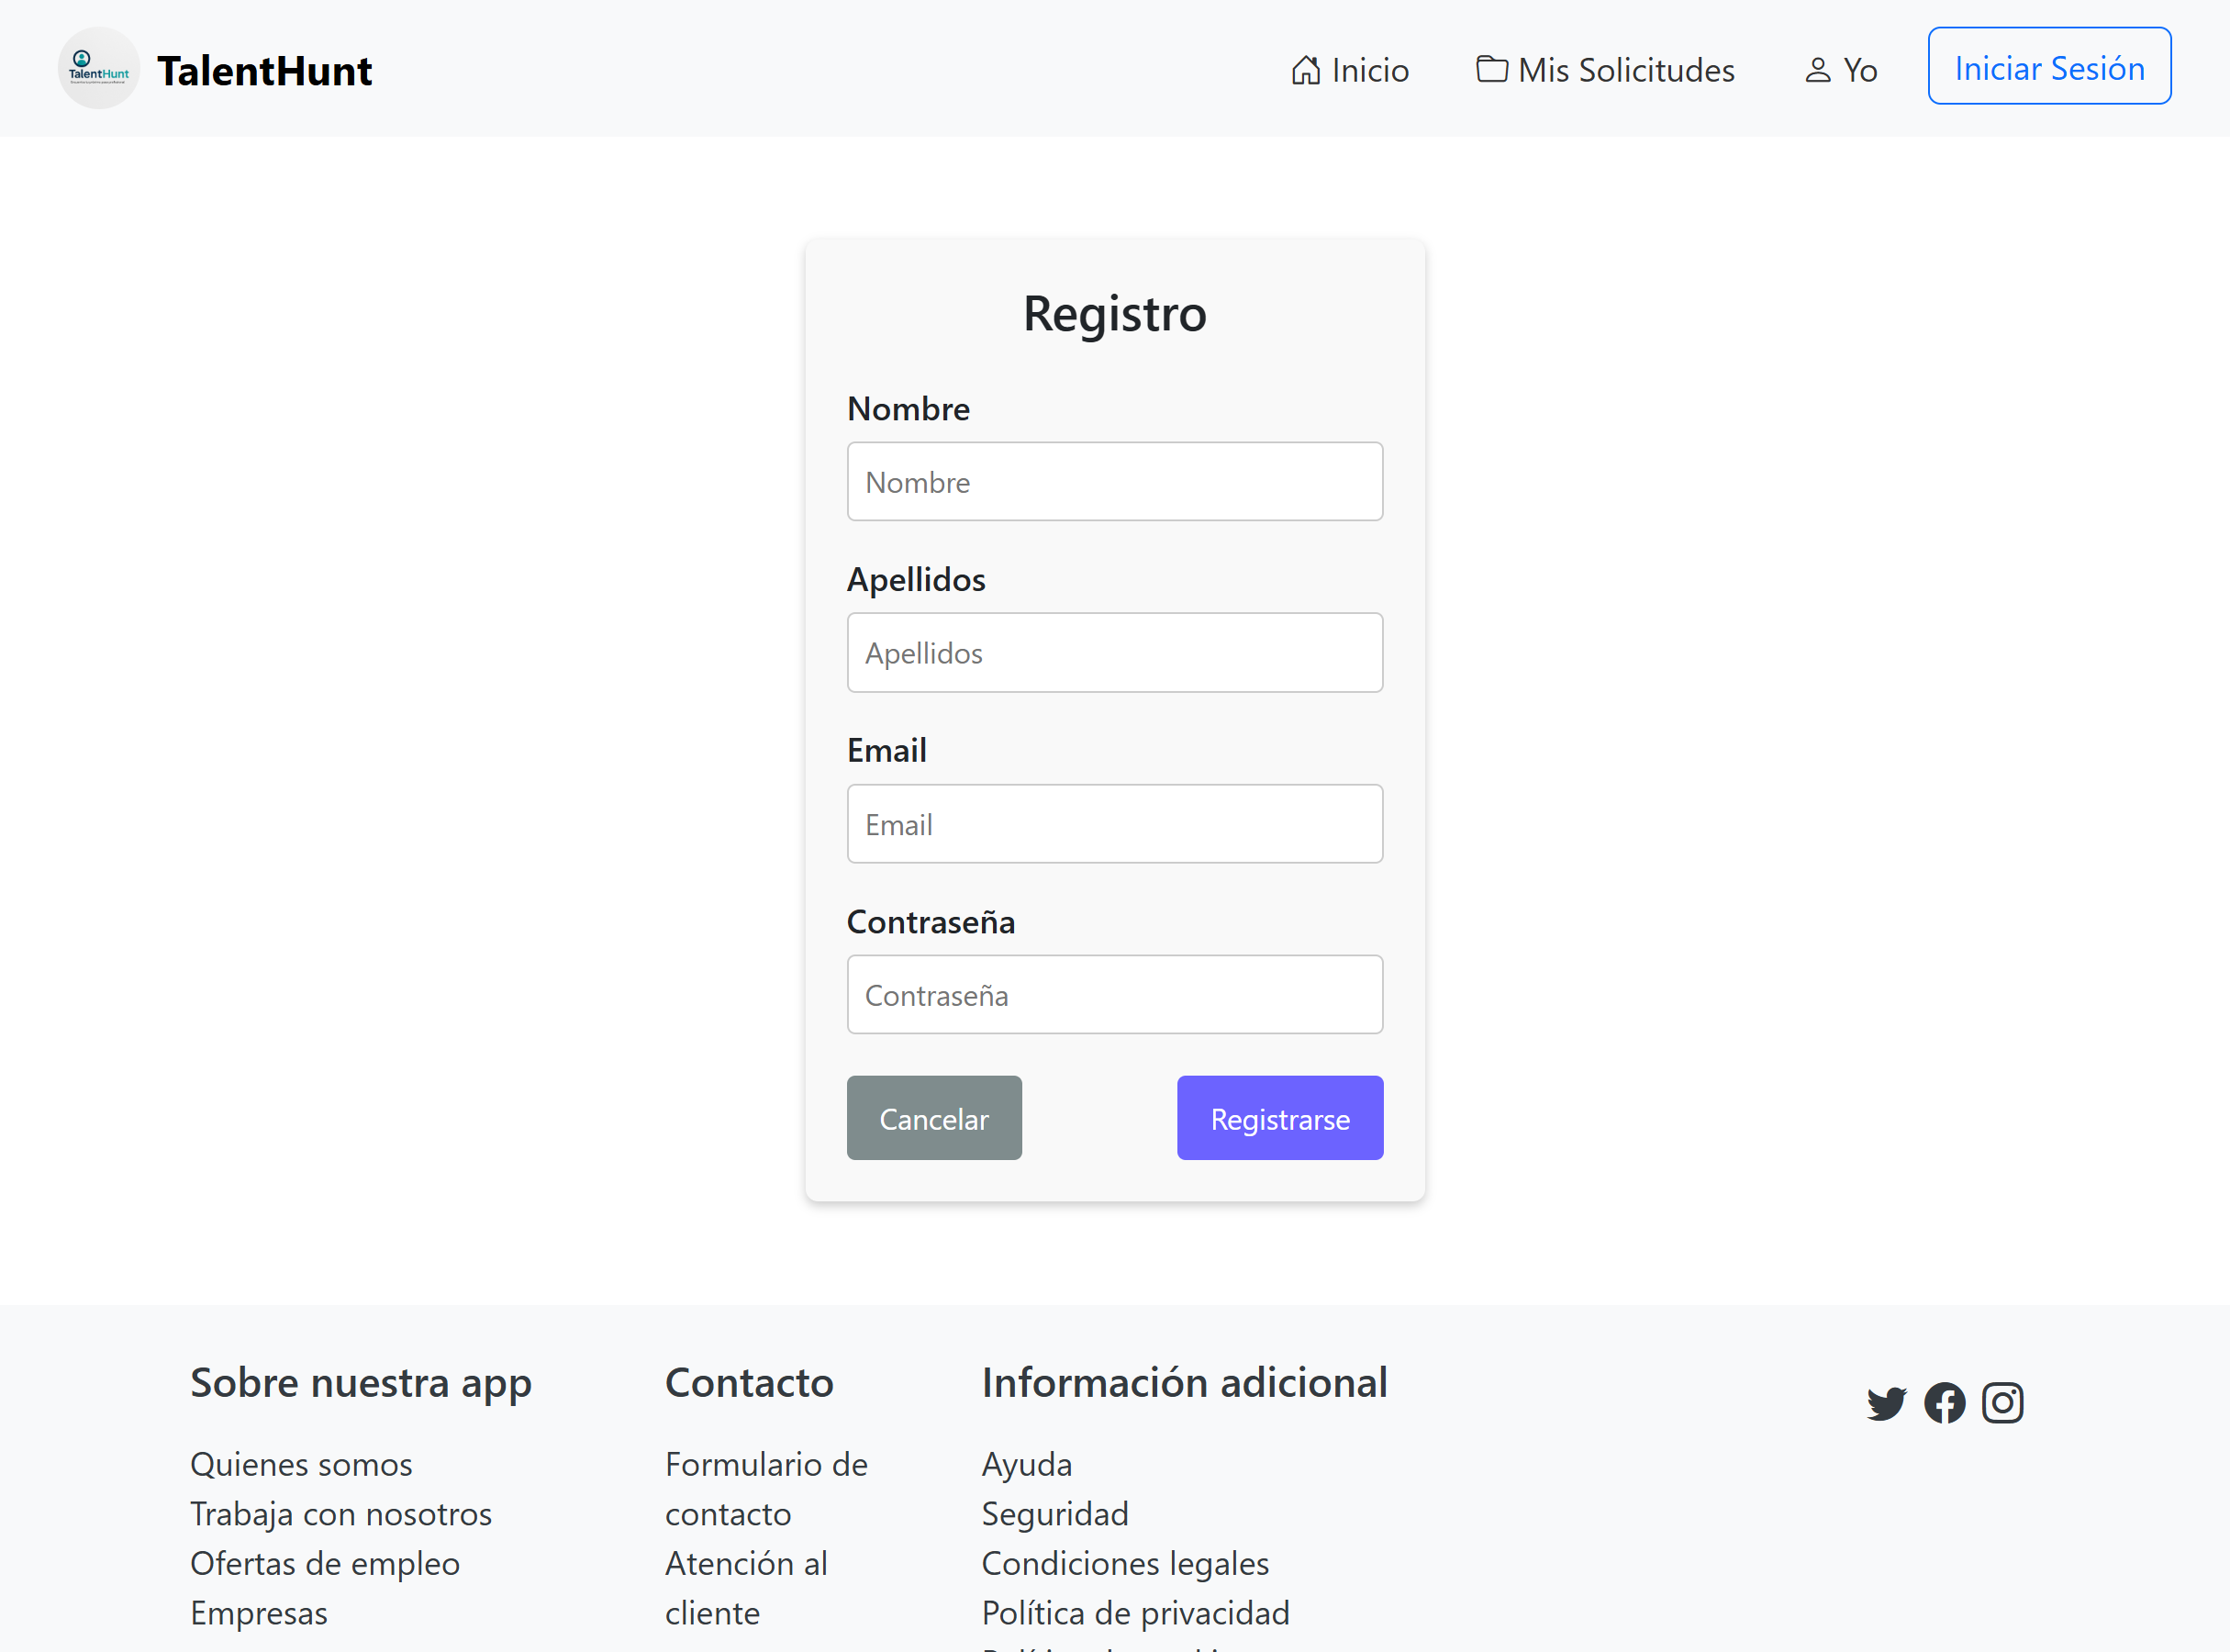 TalentHunt
TalentHunt
Inicio
Mis Solicitudes
Yo
Iniciar Sesión
Registro
Nombre
Nombre
Apellidos
Apellidos
Email
Email
Contraseña
Contraseña
Cancelar
Registrarse
Sobre nuestra app
Quienes somos
Trabaja con nosotros
Ofertas de empleo
Empresas
Contacto
Formulario de
contacto
Atención al
cliente
Información adicional
Ayuda
Seguridad
Condiciones legales
Política de privacidad